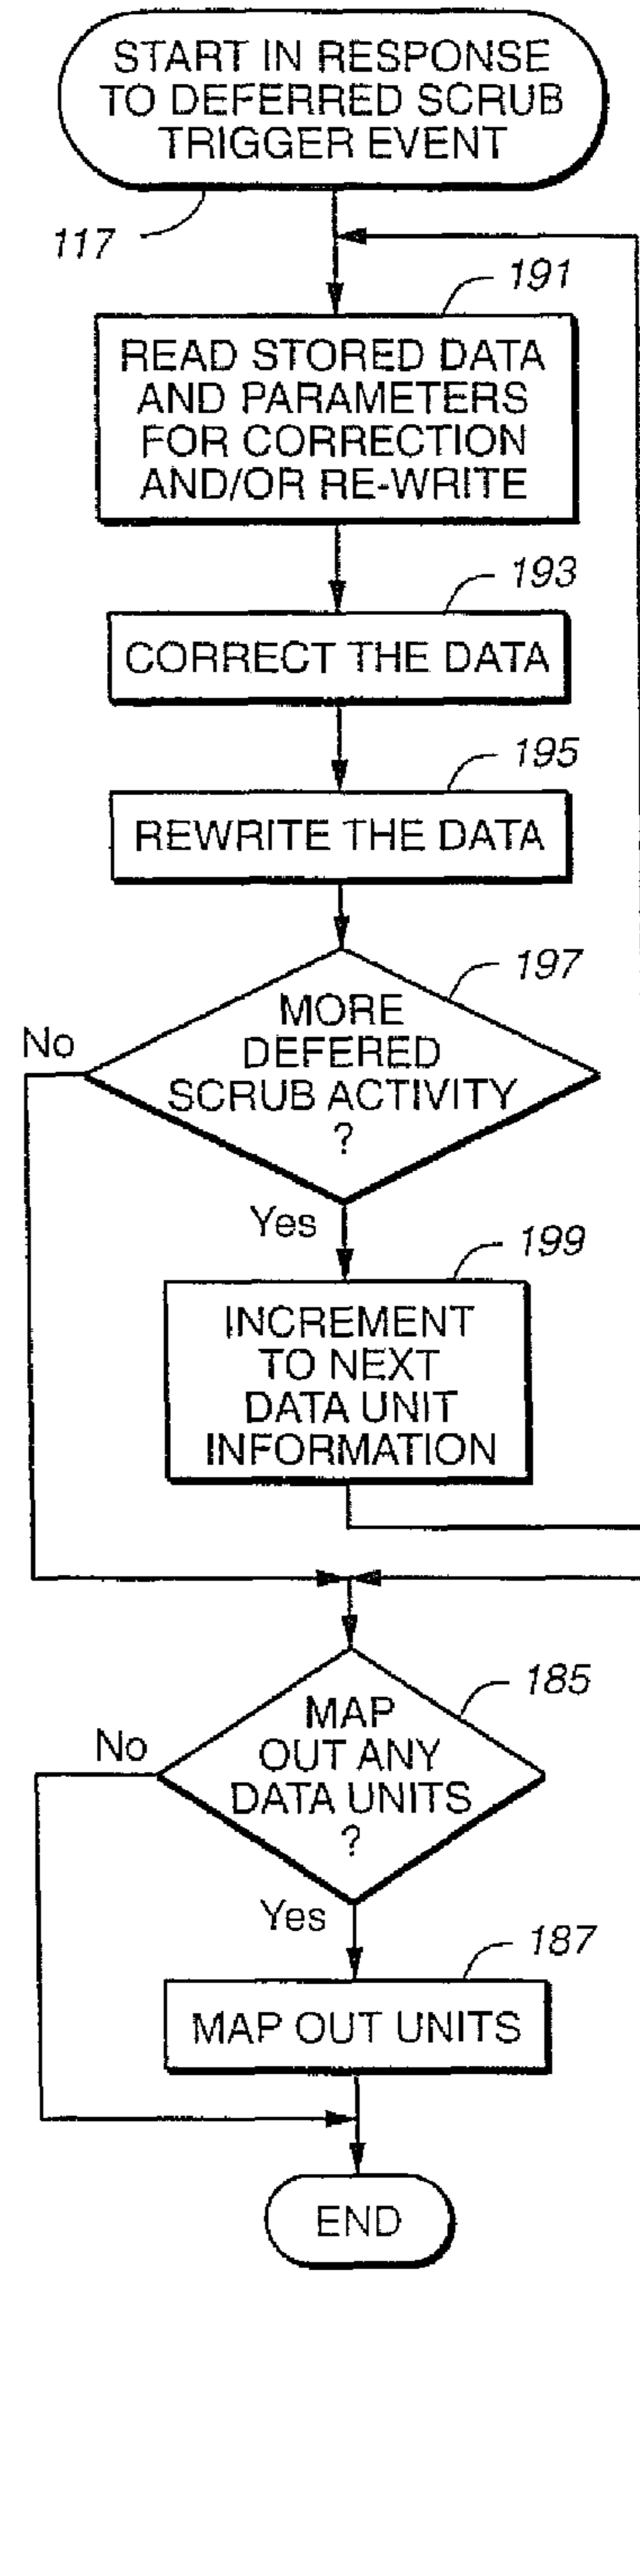 START IN RESPONSE
TO DEFERRED SCRUB
TRIGGER EVENT
117
191
READ STORED DATA
AND PARAMETERS
FOR CORRECTION
AND/OR RE-WRITE
193
CORRECT THE DATA
195
REWRITE THE DATA
197
MORE
DEFERED
SCRUB ACTIVITY
?
No
Yes
199
INCREMENT
TO NEXT
DATA UNIT
INFORMATION
185
MAP
OUT ANY
DATA UNITS
?
No
Yes
187
MAP OUT UNITS
END